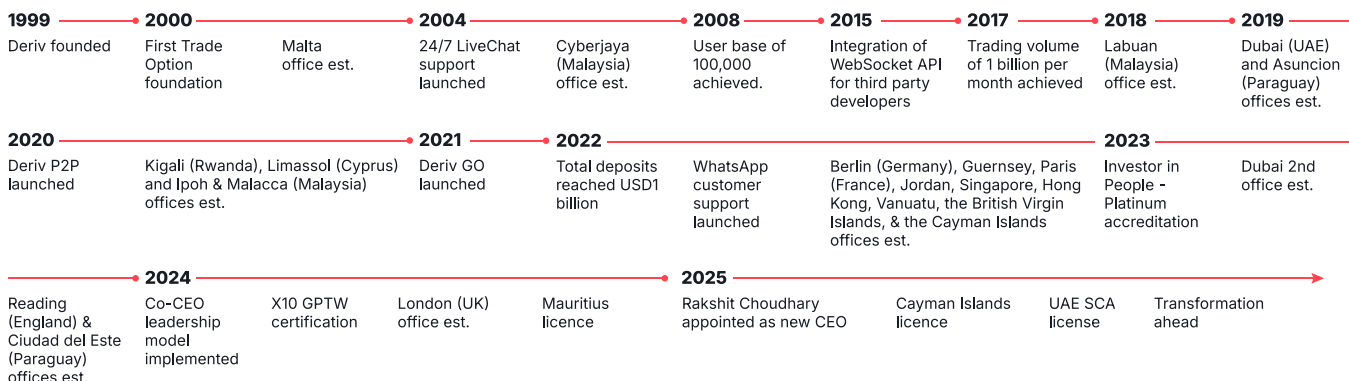 1999
Deriv founded
2000
First Trade
Option
foundation
Malta
office est.
2004
24/7 LiveChat
support
launched
Cyberjaya
(Malaysia)
office est.
2008
User base of
100,000
achieved.
2015
Integration of
WebSocket API
for third party
developers
2017
Trading volume
of 1 billion per
month achieved
2018
Labuan
(Malaysia)
office est.
2019
Dubai (UAE)
and Asuncion
(Paraguay)
offices est.
2020
Deriv P2P
launched
Kigali (Rwanda), Limassol (Cyprus)
and Ipoh & Malacca (Malaysia)
offices est.
2021
Deriv GO
launched
2022
Total deposits
reached USD1
billion
WhatsApp
customer
support
launched
Berlin (Germany), Guernsey, Paris
(France), Jordan, Singapore, Hong
Kong, Vanuatu, the British Virgin
Islands, & the Cayman Islands
offices est.
2023
Investor in
People -
Platinum
accreditation
Dubai 2nd
office est.
Reading
(England) &
Ciudad del Este
(Paraguay)
offices est.
2024
Co-CEO
leadership
model
implemented
X10 GPTW
certification
London (UK)
office est.
Mauritius
licence
2025
Rakshit Choudhary
appointed as new CEO
Cayman Islands
licence
UAE SCA
license
Transformation
ahead